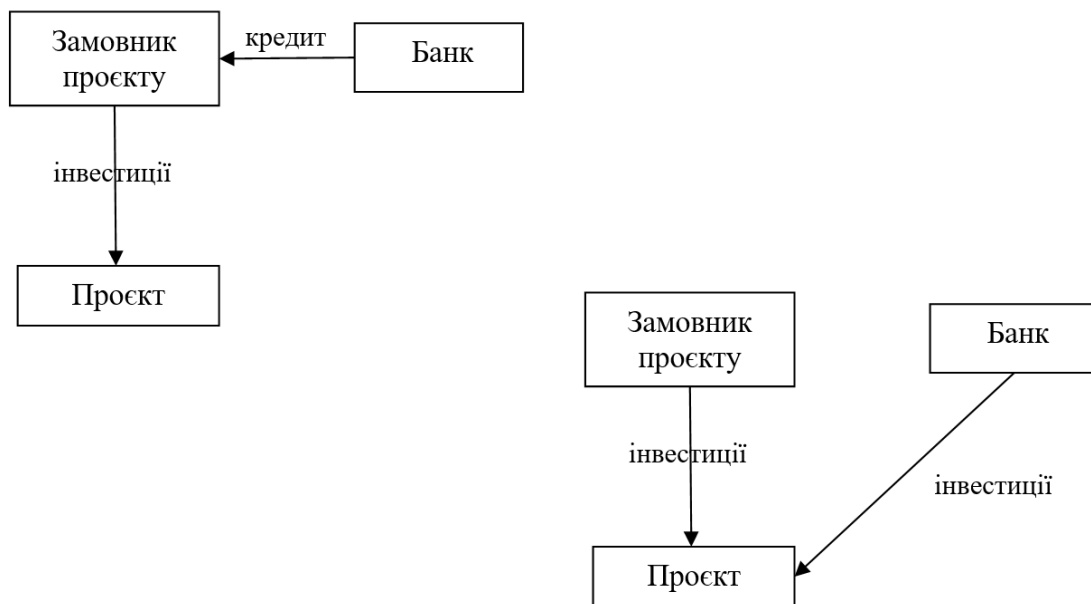 Замовник
проєкту
кредит
Банк
інвестиції
Проєкт
Замовник
проєкту
Банк
інвестиції
інвестиції
Проєкт